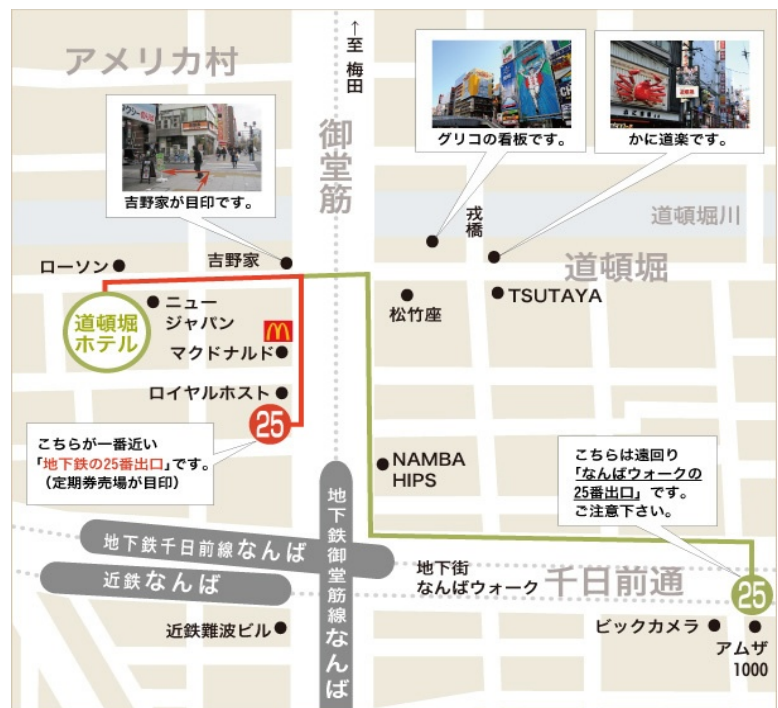 アメリカ村
↑至 梅田
御堂筋
吉野家が目印です。
グリコの看板です。
かに道楽です。
道頓堀川
戎橋
道頓堀
ローソン
吉野家
道頓堀
ホテル
ニュー
ジャパン
マクドナルド
ロイヤルホスト
25
松竹座
TSUTAYA
こちらが一番近い
「地下鉄の25番出口」です。
（定期券売場が目印）
NAMBA
HIPS
こちらは遠回り
「なんばウォークの
25番出口」です。
ご注意下さい。
地下鉄御堂筋線なんば
地下鉄千日前線なんば
近鉄なんば
地下街
なんばウォーク
千日前通
25
近鉄難波ビル
ビックカメラ
アムザ
1000